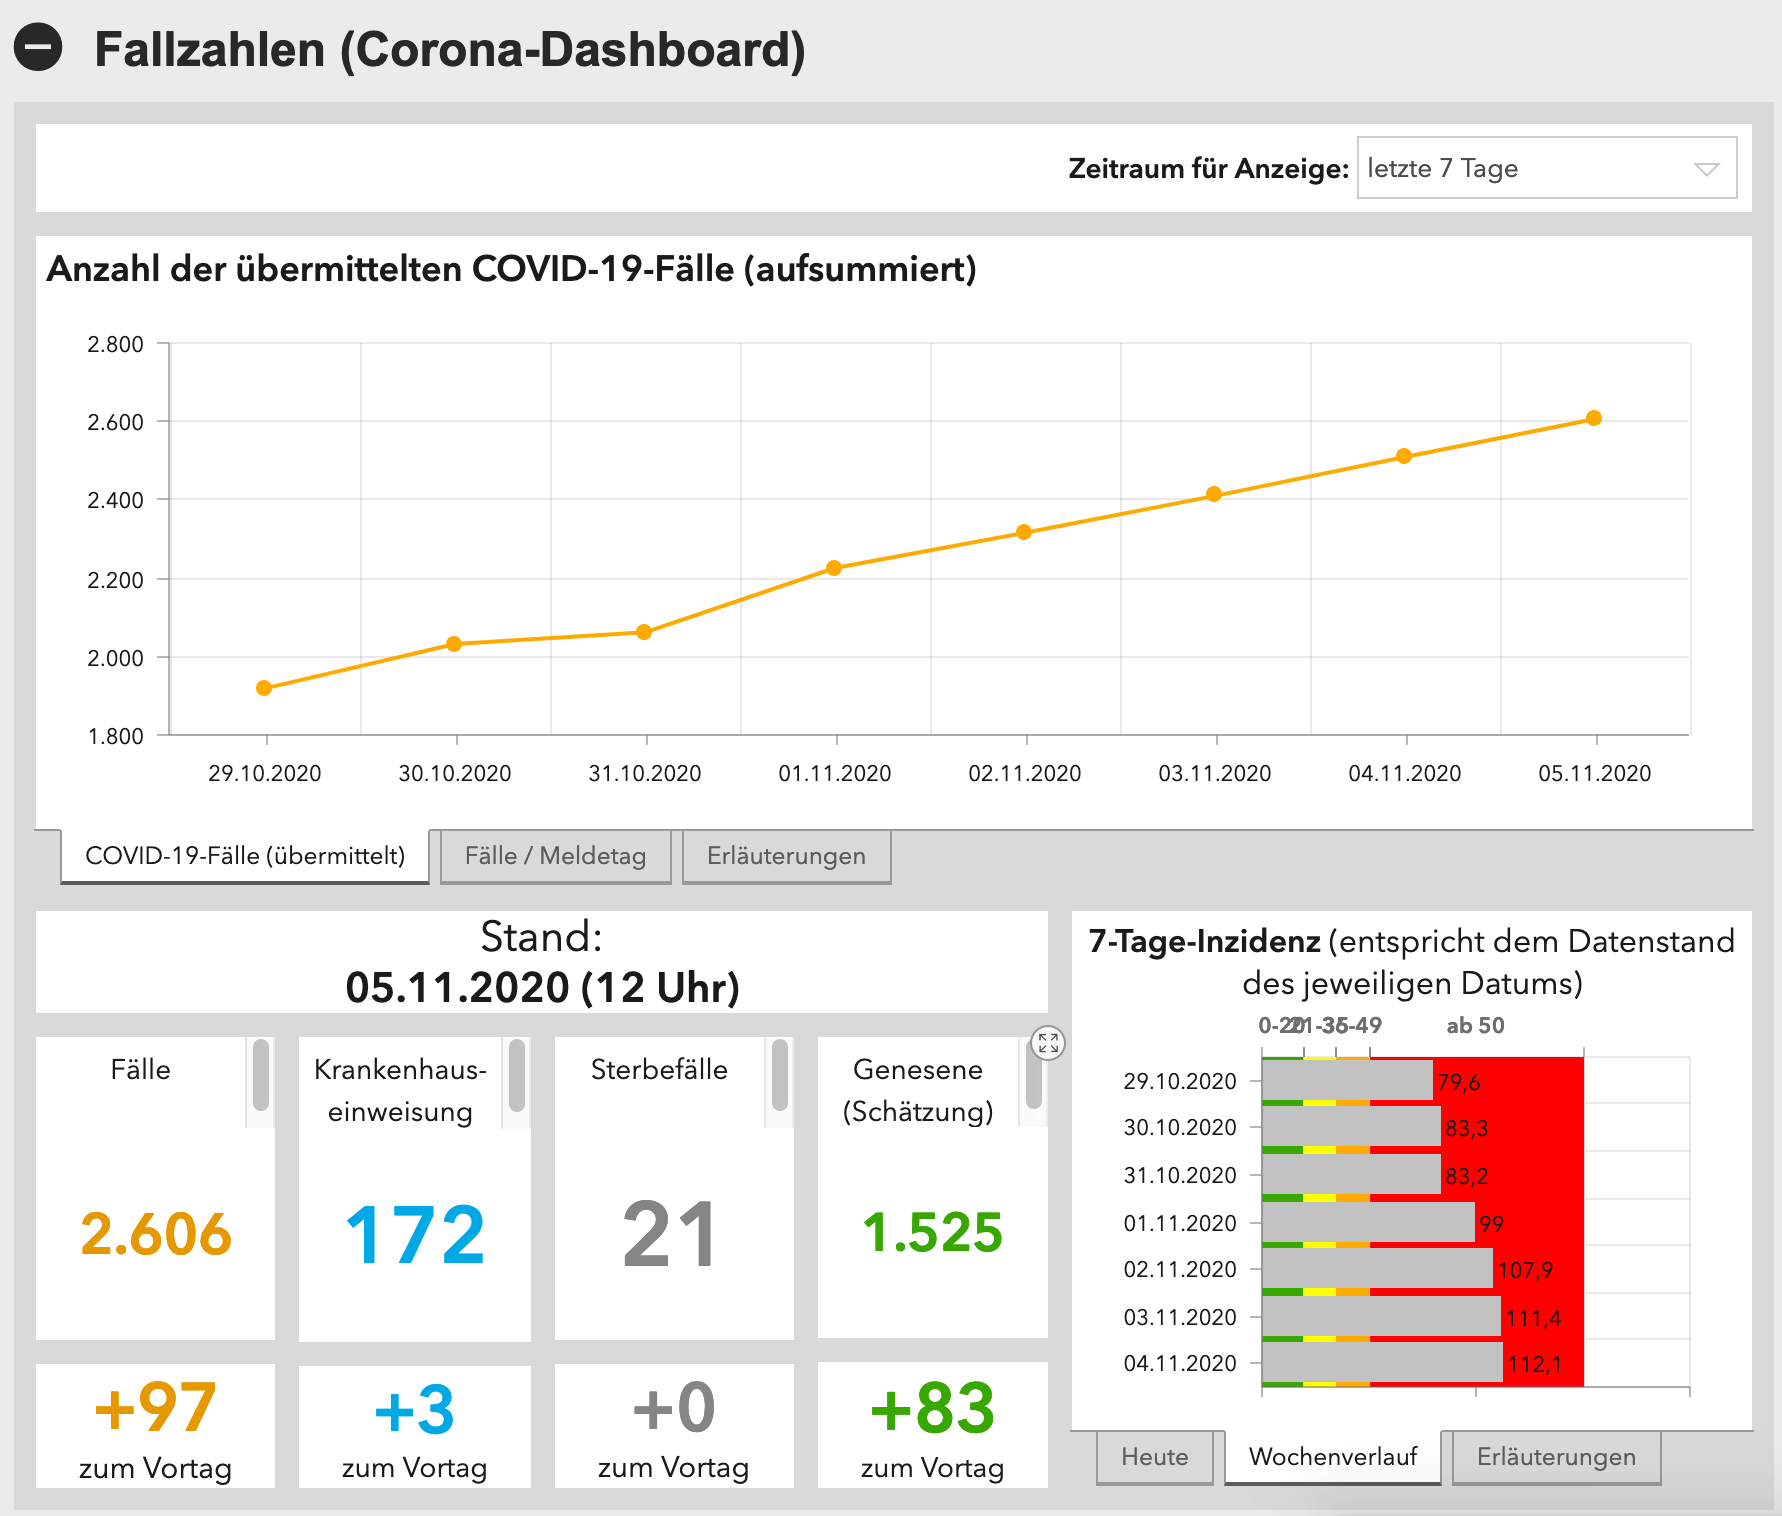 Fallzahlen (Corona-Dashboard)
Zeitraum für Anzeige: letzte 7 Tage
Anzahl der übermittelten COVID-19-Fälle (aufsummiert)
2.800
2.600
2.400
2.200
2.000
1.800
29.10.2020 30.10.2020 31.10.2020 01.11.2020 02.11.2020 03.11.2020 04.11.2020 05.11.2020
COVID-19-Fälle (übermittelt) Fälle / Meldetag Erläuterungen
Stand:
05.11.2020 (12 Uhr)
Fälle
2.606
+97
zum Vortag
Krankenhaus-
einweisung
172
+3
zum Vortag
Sterbefälle
21
+0
zum Vortag
Genesene
(Schätzung)
1.525
+83
zum Vortag
7-Tage-Inzidenz (entspricht dem Datenstand
des jeweiligen Datums)
0-20 21-35 36-49 ab 50
29.10.2020 79,6
30.10.2020 83,3
31.10.2020 83,2
01.11.2020 99
02.11.2020 107,9
03.11.2020 111,4
04.11.2020 112,1
Heute Wochenverlauf Erläuterungen